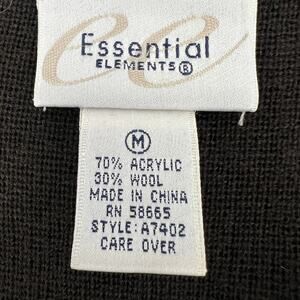 Essential
ELEMENTS®
M
70% ACRYLIC
30% WOOL
MADE IN CHINA
RN 58665
STYLE: A7402
CARE OVER